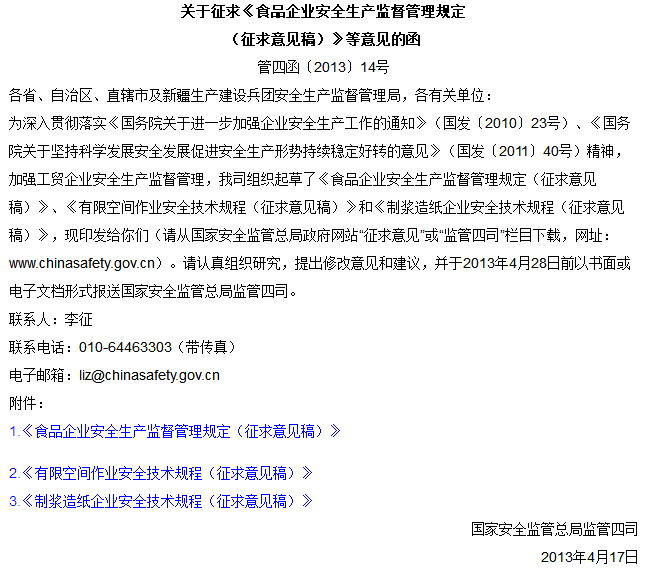 关于征求《食品企业安全生产监督管理规定
（征求意见稿）》等意见的函
管四函〔2013〕14号
各省、自治区、直辖市及新疆生产建设兵团安全生产监督管理局，各有关单位：
为深入贯彻落实《国务院关于进一步加强企业安全生产工作的通知》（国发〔2010〕23号）、《国务
院关于坚持科学发展安全发展促进安全生产形势持续稳定好转的意见》（国发〔2011〕40号）精神，
加强工贸企业安全生产监督管理，我司组织起草了《食品企业安全生产监督管理规定（征求意见
稿）》、《有限空间作业安全技术规程（征求意见稿）》和《制浆造纸企业安全技术规程（征求意见
稿）》，现印发给你们（请从国家安全监管总局政府网站“征求意见”或“监管四司”栏目下载，网址：
www.chinasafety.gov.cn）。请认真组织研究，提出修改意见和建议，并于2013年4月28日前以书面或
电子文档形式报送国家安全监管总局监管四司。
联系人：李征
联系电话：010-64463303（带传真）
电子邮箱：liz@chinasafety.gov.cn
附件：
1.《食品企业安全生产监督管理规定（征求意见稿）》
2.《有限空间作业安全技术规程（征求意见稿）》
3.《制浆造纸企业安全技术规程（征求意见稿）》
国家安全监管总局监管四司
2013年4月17日